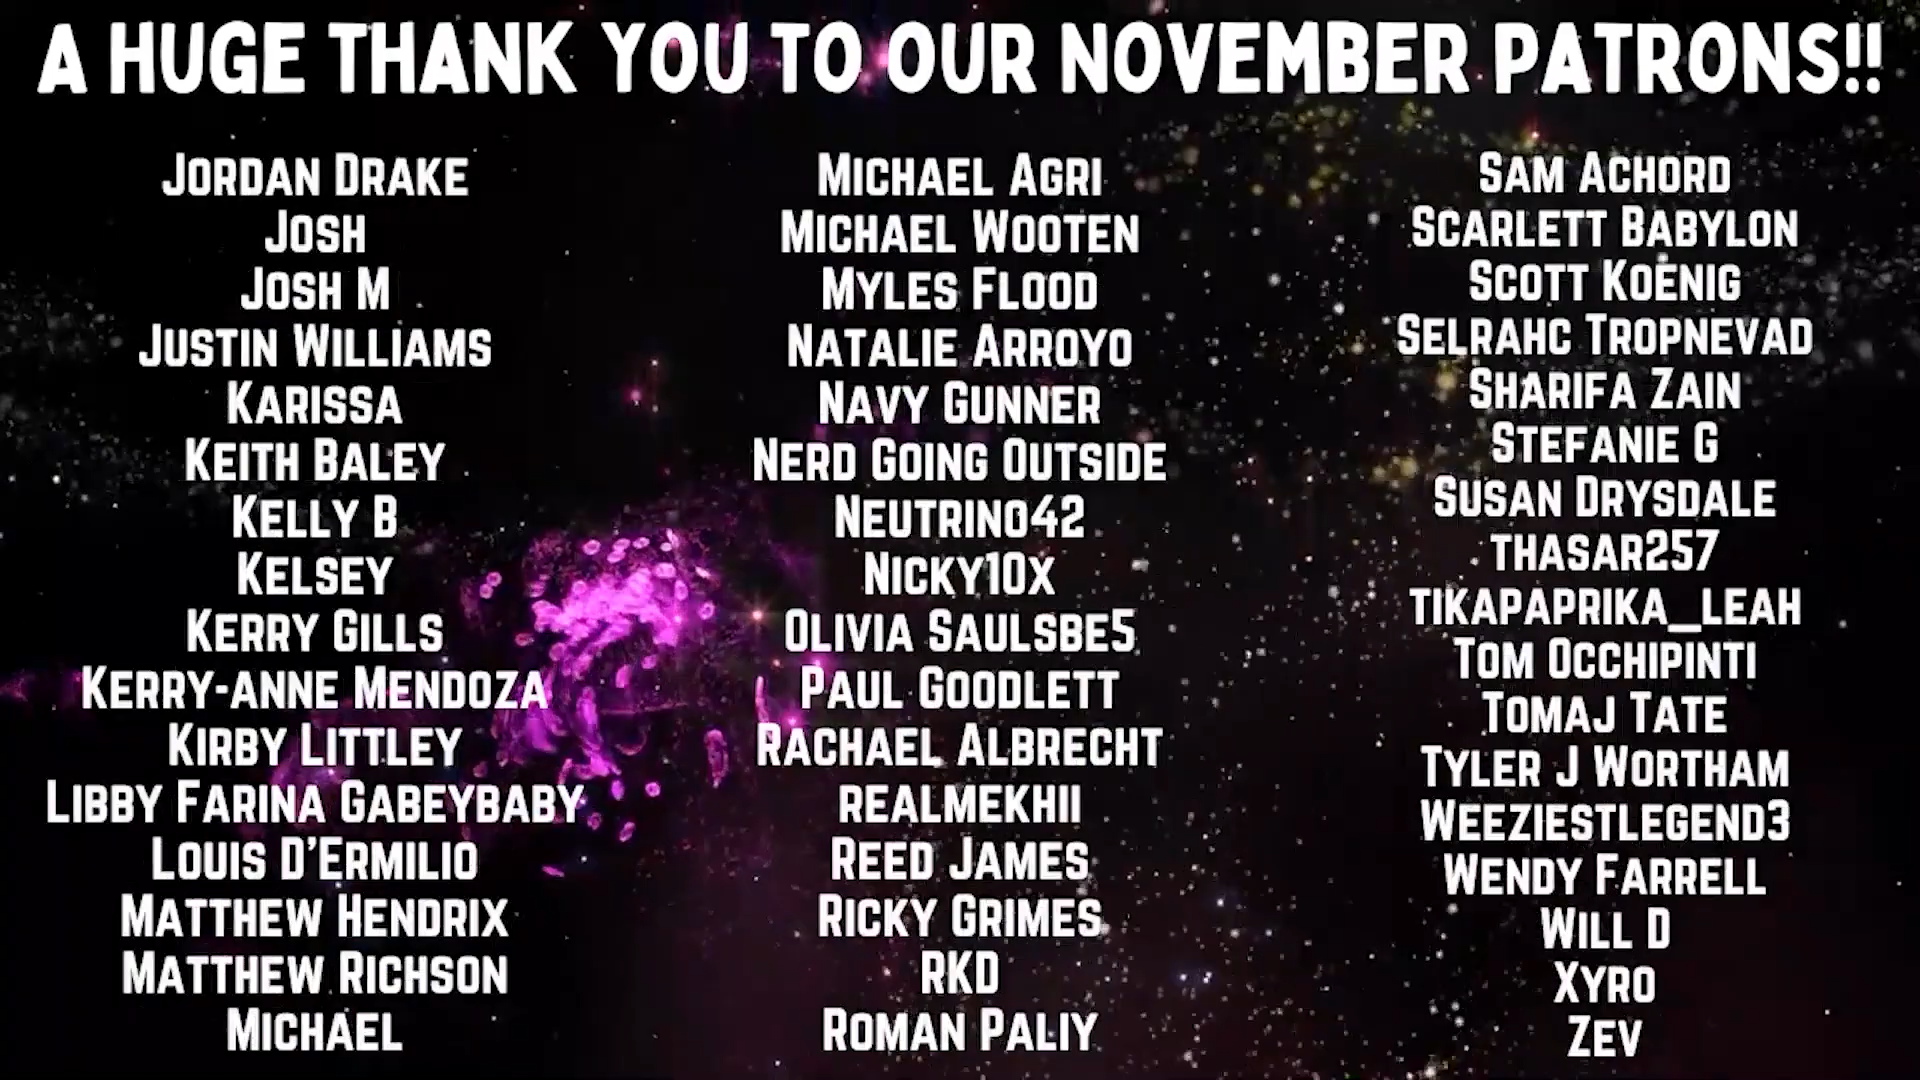 A HUGE THANK YOU TO OUR NOVEMBER PATRONS!!
JORDAN DRAKE
JOSH
JOSH M
JUSTIN WILLIAMS
KARISSA
KEITH BALEY
KELLY B
KELSEY
KERRY GILLS
KERRY-ANNE MENDOZA
KIRBY LITTLEY
LIBBY FARINA GABEYBABY
LOUIS D'ERMILIO
MATTHEW HENDRIX
MATTHEW RICHSON
MICHAEL
MICHAEL AGRI
MICHAEL WOOTEN
MYLES FLOOD
NATALIE ARROYO
NAVY GUNNER
NERD GOING OUTSIDE
NEUTRINO42
NICKY10X
OLIVIA SAULSBE5
PAUL GOODLETT
RACHAEL ALBRECHT
REALMEKHII
REED JAMES
RICKY GRIMES
RKD
ROMAN PALIY
SAM ACHORD
SCARLETT BABYLON
SCOTT KOENIG
SELRAHC TROPNEVAD
SHARIFA ZAIN
STEFANIE G
SUSAN DRYSDALE
THASAR257
TIKAPAPRIKA_LEAH
TOM OCCHIPINTI
TOMAJ TATE
TYLER J WORTHAM
WEEZIESTLEGEND3
WENDY FARRELL
WILL D
XYRO
ZEV